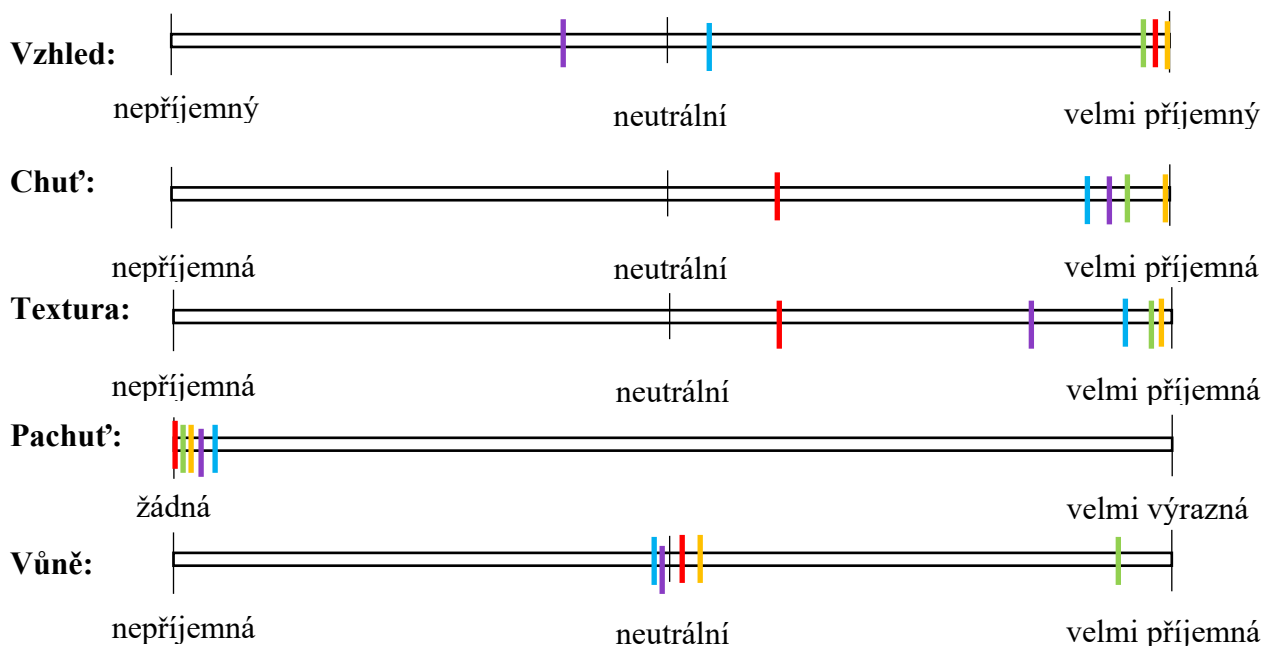 Vzhled:
nepříjemný neutrální velmi příjemný
Chuť:
nepříjemná neutrální velmi příjemná
Textura:
nepříjemná neutrální velmi příjemná
Pachuť:
žádná velmi výrazná
Vůně:
nepříjemná neutrální velmi příjemná